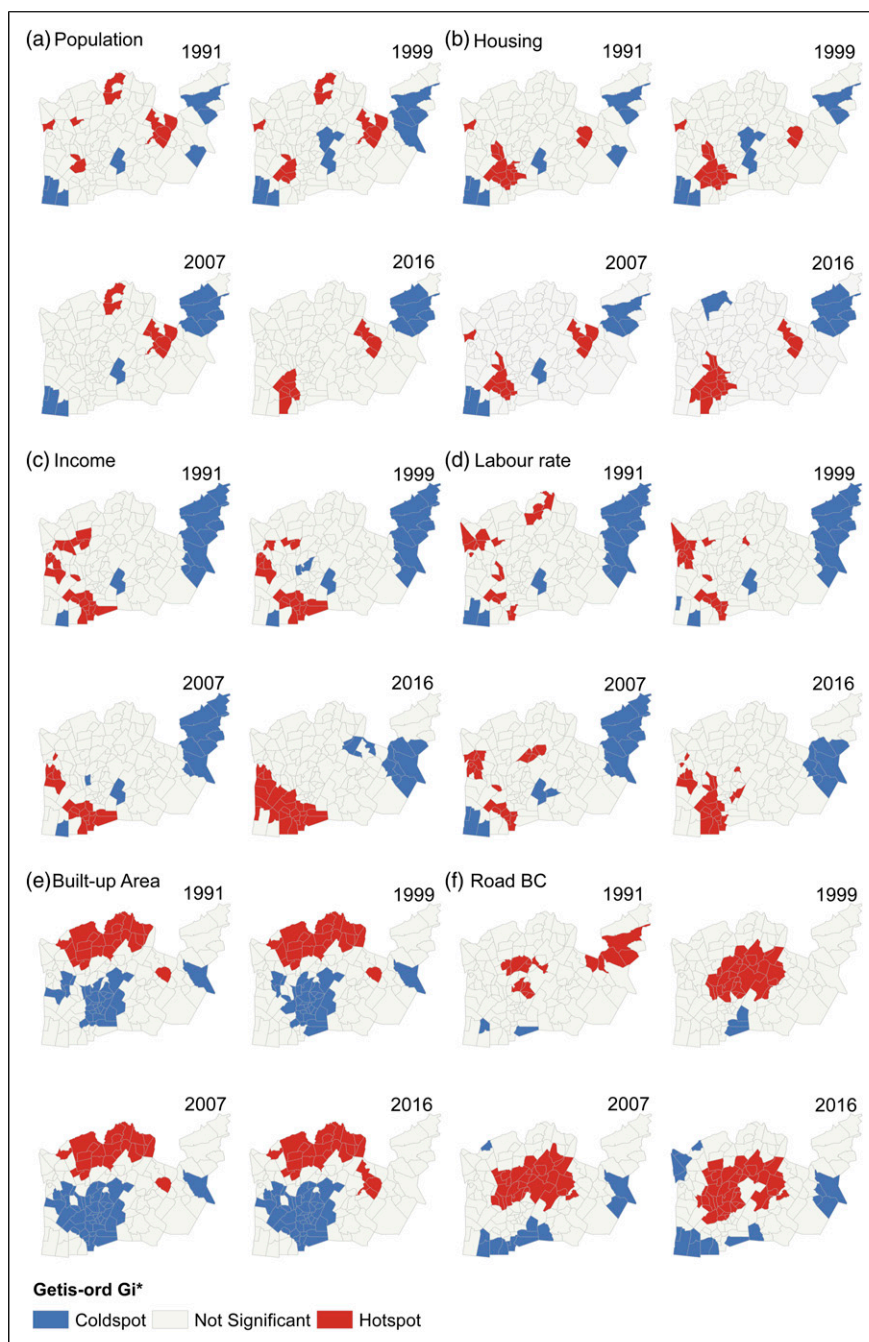 (a) Population
1991
1999
(b) Housing
1991
1999
2007
2016
2007
2016
(c) Income
1991
1999
(d) Labour rate
1991
1999
2007
2016
2007
2016
(e) Built-up Area
1991
1999
(f) Road BC
1991
1999
2007
2016
2007
2016
Getis-ord Gi*
Coldspot
Not Significant
Hotspot